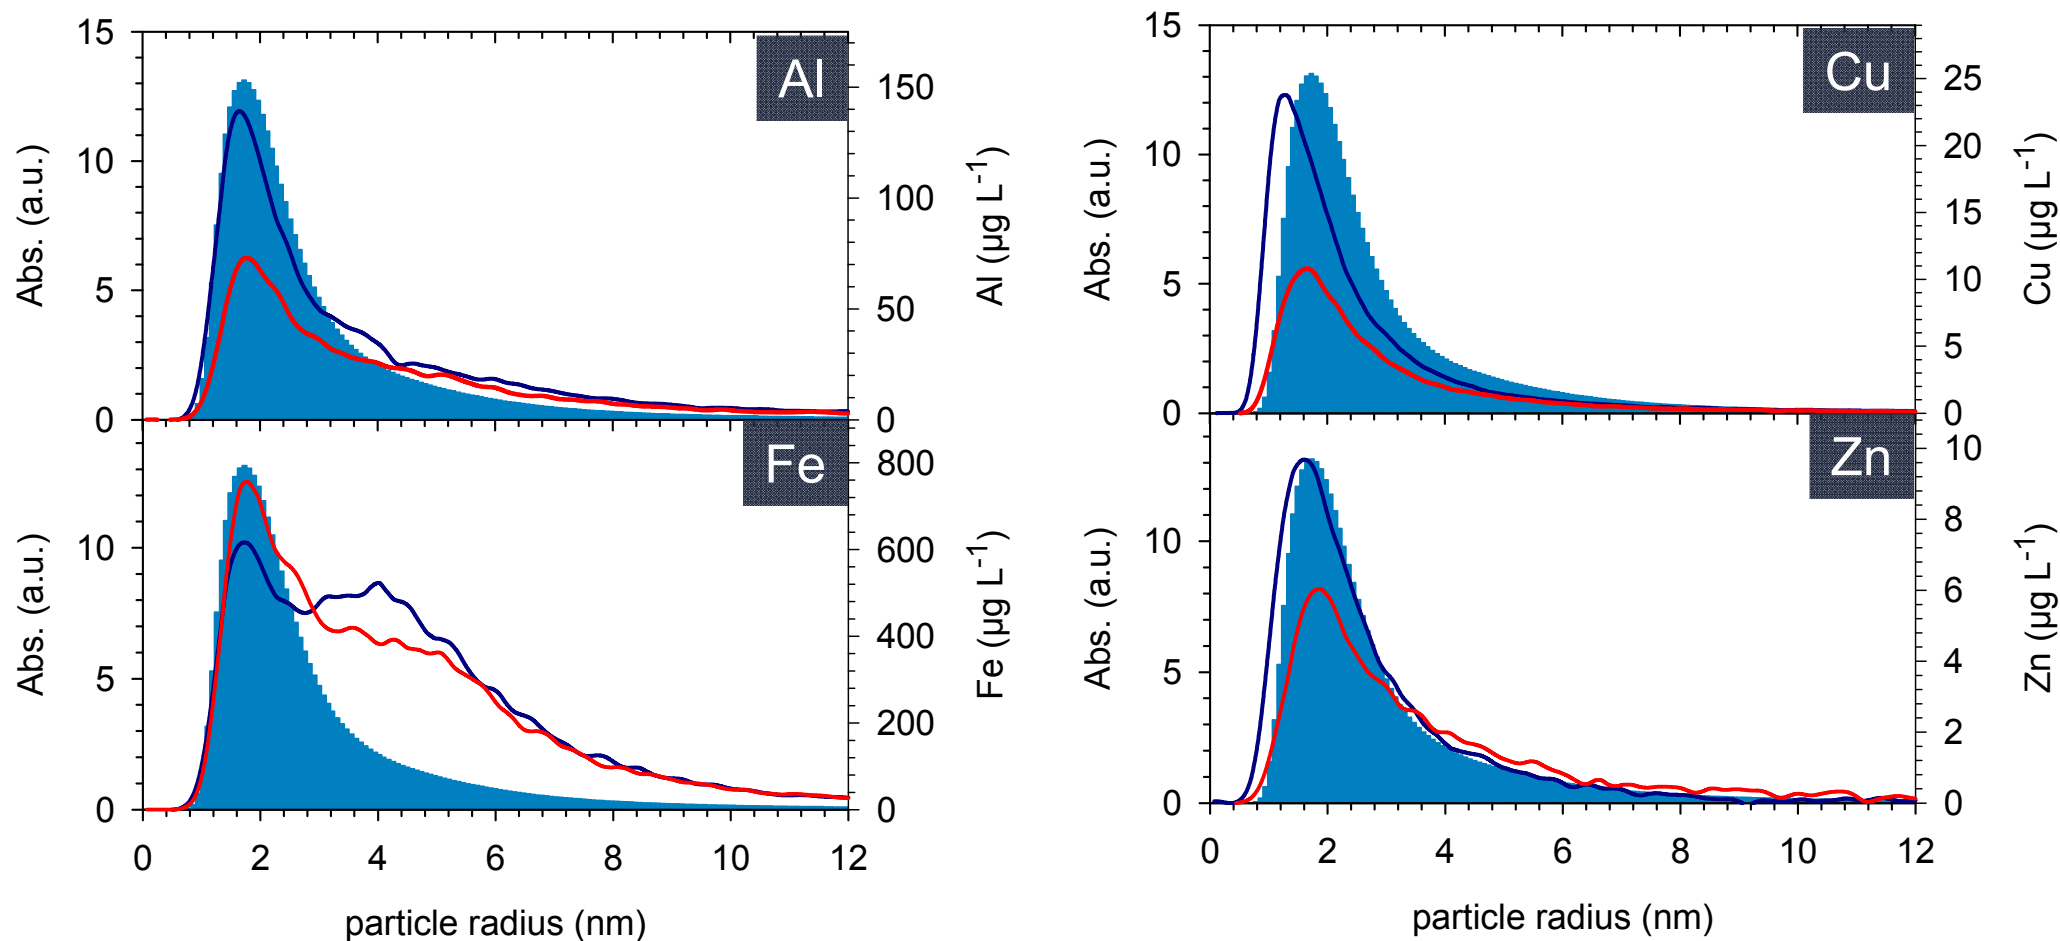 15
10
5
0
Abs. (a.u.)
Al
150
100
50
0
Al (µg L-1)
10
5
0
Abs. (a.u.)
Fe
800
600
400
200
0
Fe (µg L-1)
0 2 4 6 8 10 12
particle radius (nm)
15
10
5
0
Abs. (a.u.)
Cu
25
20
15
10
5
0
Cu (µg L-1)
10
5
0
Abs. (a.u.)
Zn
10
8
6
4
2
0
Zn (µg L-1)
0 2 4 6 8 10 12
particle radius (nm)